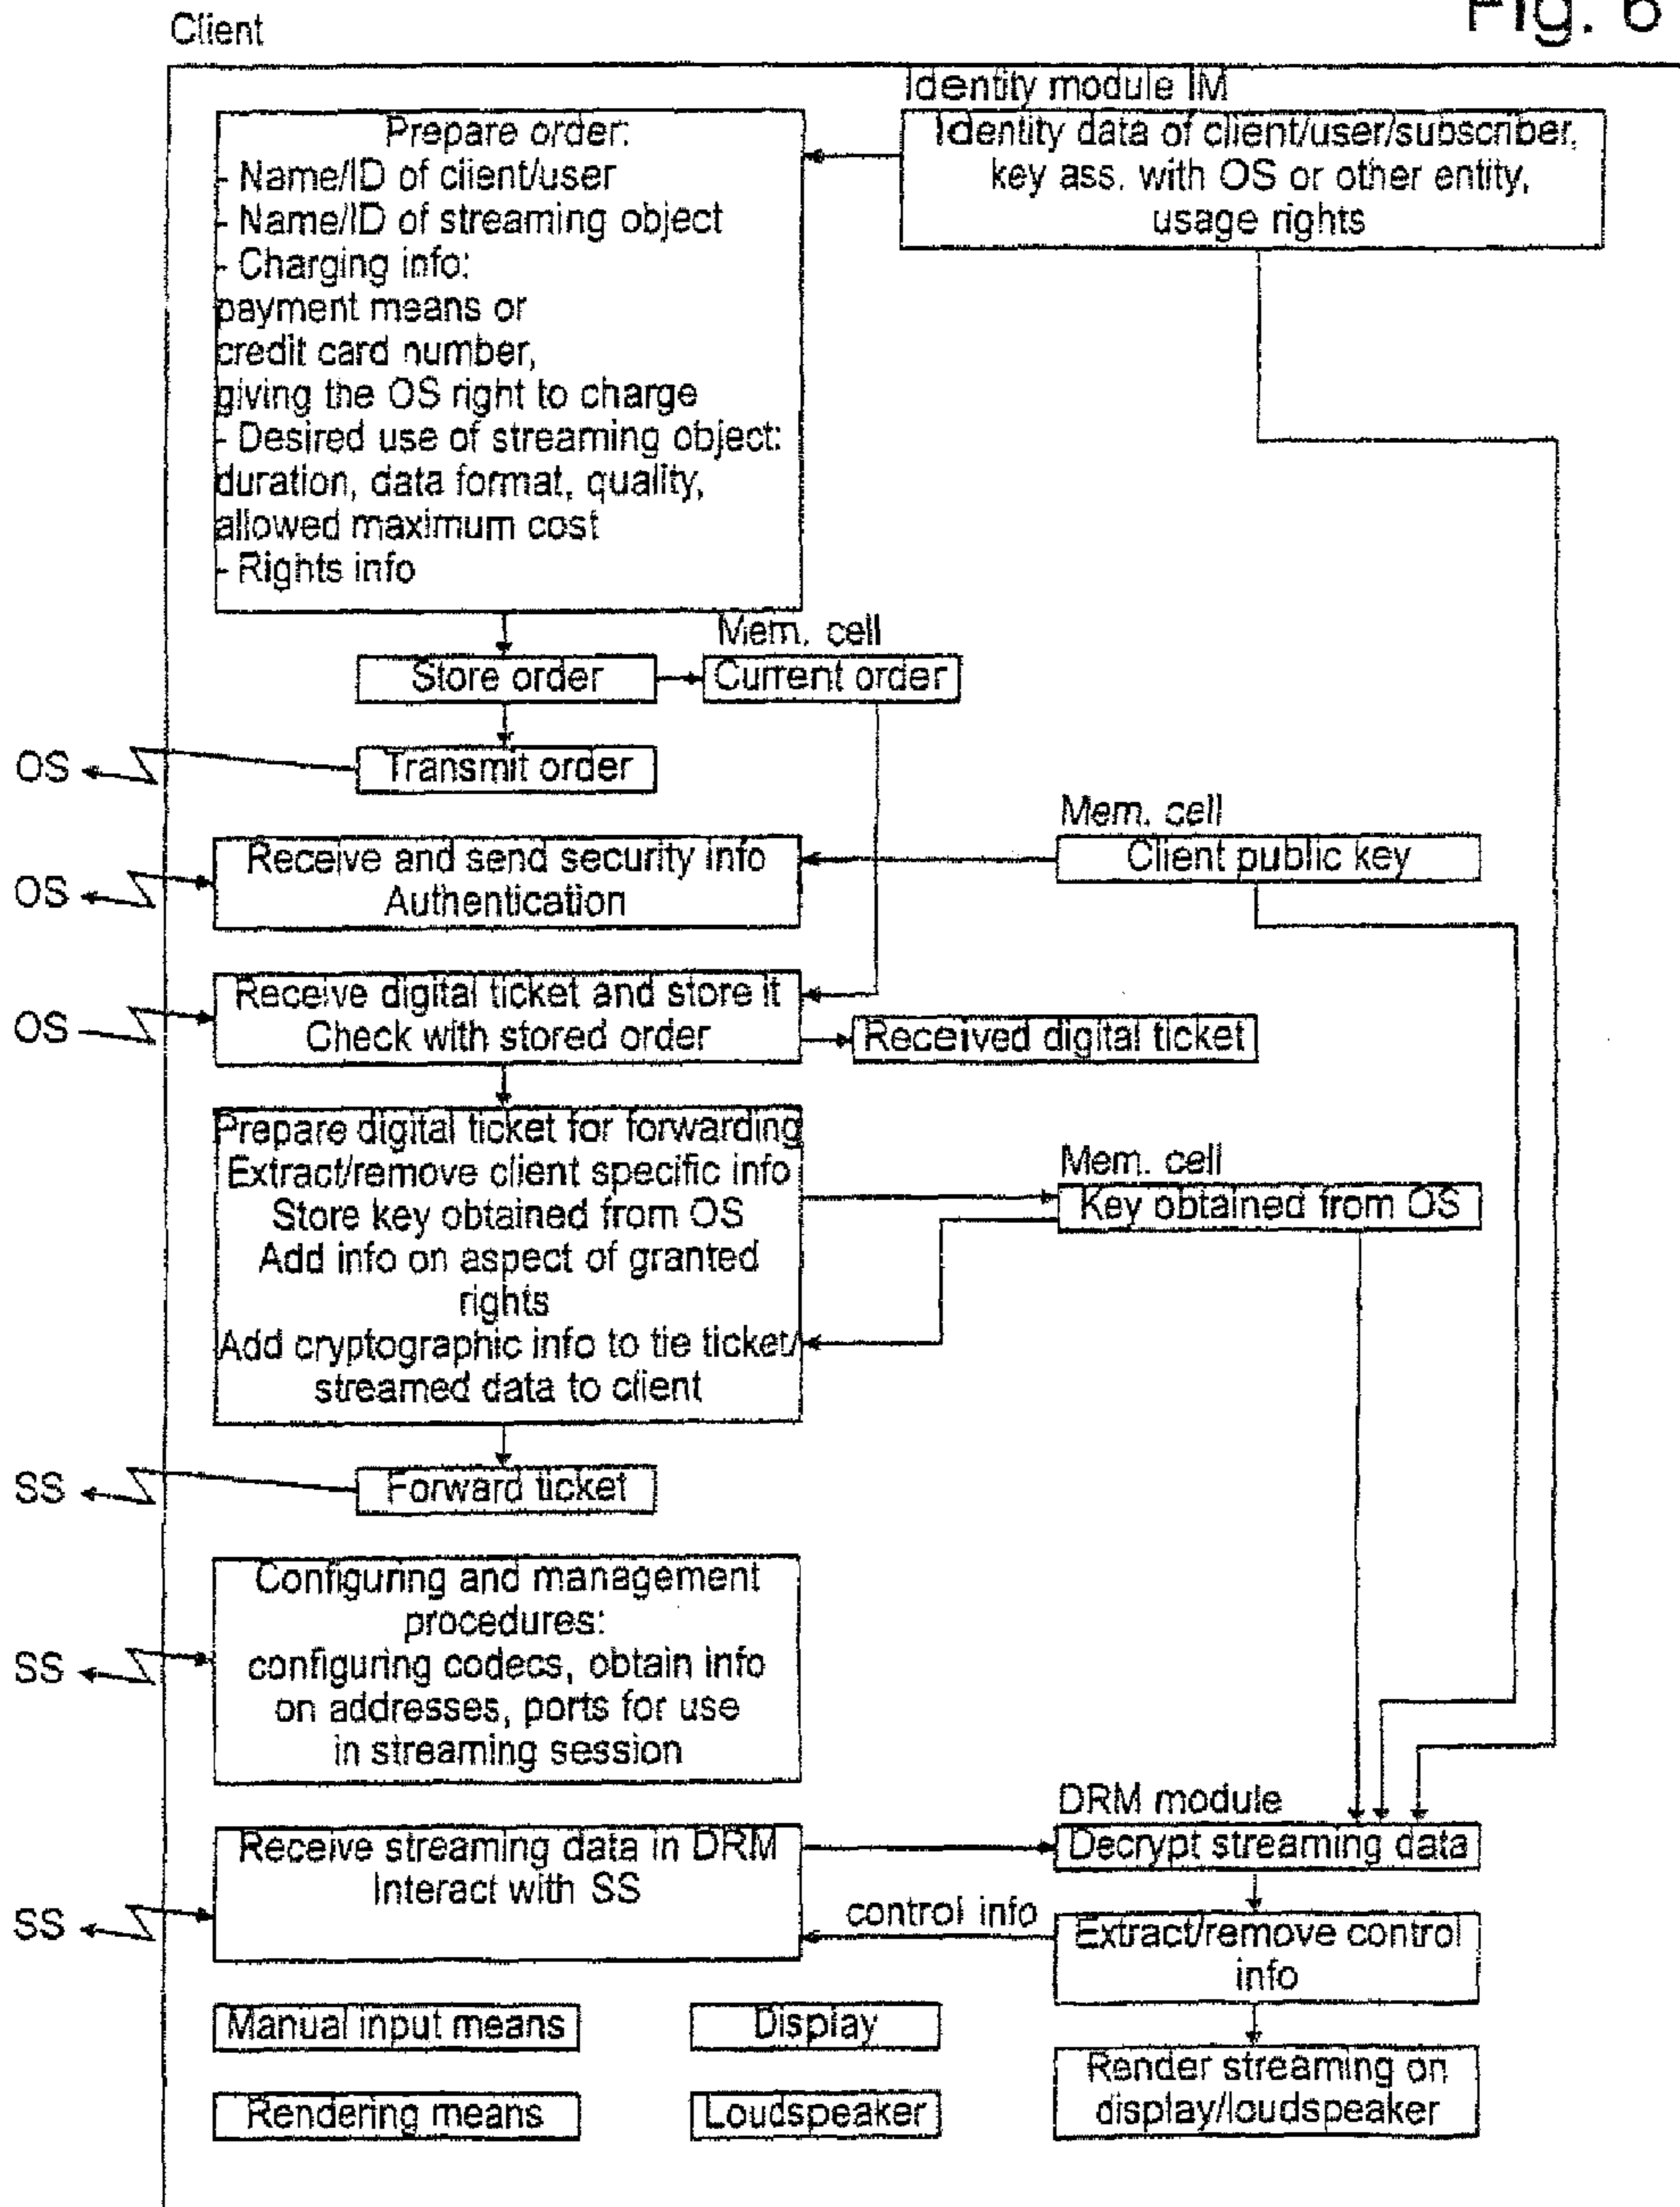 Fig. 6
Client
Identity module IM
Prepare order:
- Name/ID of client/user
- Name/ID of streaming object
- Charging info:
payment means or
credit card number,
giving the OS right to charge
- Desired use of streaming object:
duration, data format, quality,
allowed maximum cost
- Rights info
Identity data of client/user/subscriber,
key ass. with OS or other entity,
usage rights
Mem. cell
Store order
Current order
OS
Transmit order
Mem. cell
Client public key
OS
Receive and send security info
Authentication
OS
Receive digital ticket and store it
Check with stored order
Received digital ticket
Prepare digital ticket for forwarding
Extract/remove client specific info
Store key obtained from OS
Add info on aspect of granted
rights
Add cryptographic info to tie ticket/
streamed data to client
Mem. cell
Key obtained from OS
SS
Forward ticket
SS
Configuring and management
procedures:
configuring codecs, obtain info
on addresses, ports for use
in streaming session
DRM module
SS
Receive streaming data in DRM
Interact with SS
Decrypt streaming data
control info
Extract/remove control
info
Manual input means
Display
Render streaming on
display/loudspeaker
Rendering means
Loudspeaker